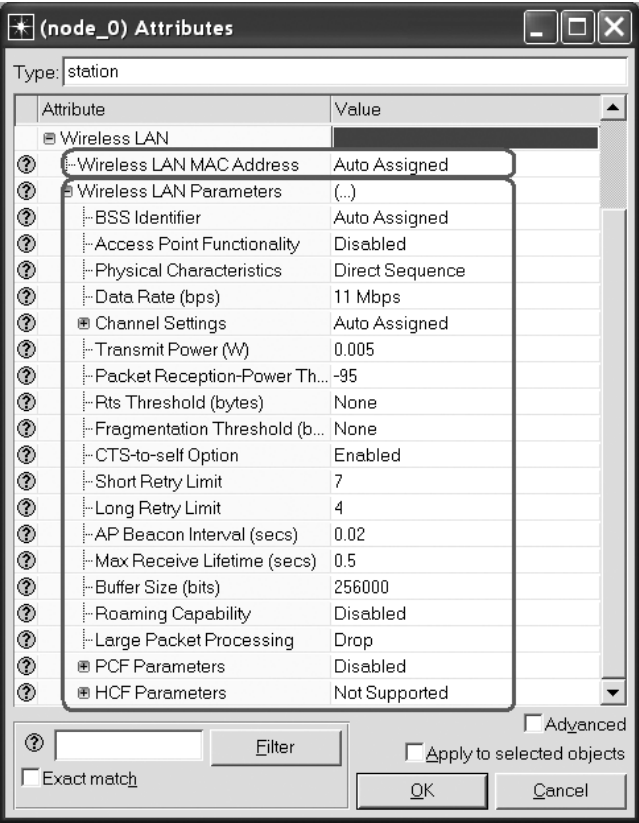 (node_0) Attributes
Type: station
Attribute Value
Wireless LAN
Wireless LAN MAC Address Auto Assigned
Wireless LAN Parameters (...)
BSS Identifier Auto Assigned
Access Point Functionality Disabled
Physical Characteristics Direct Sequence
Data Rate (bps) 11 Mbps
Channel Settings Auto Assigned
Transmit Power (W) 0.005
Packet Reception-Power Th... -95
Rts Threshold (bytes) None
Fragmentation Threshold (b... None
CTS-to-self Option Enabled
Short Retry Limit 7
Long Retry Limit 4
AP Beacon Interval (secs) 0.02
Max Receive Lifetime (secs) 0.5
Buffer Size (bits) 256000
Roaming Capability Disabled
Large Packet Processing Drop
PCF Parameters Disabled
HCF Parameters Not Supported
Advanced
Filter
Apply to selected objects
Exact match
OK
Cancel